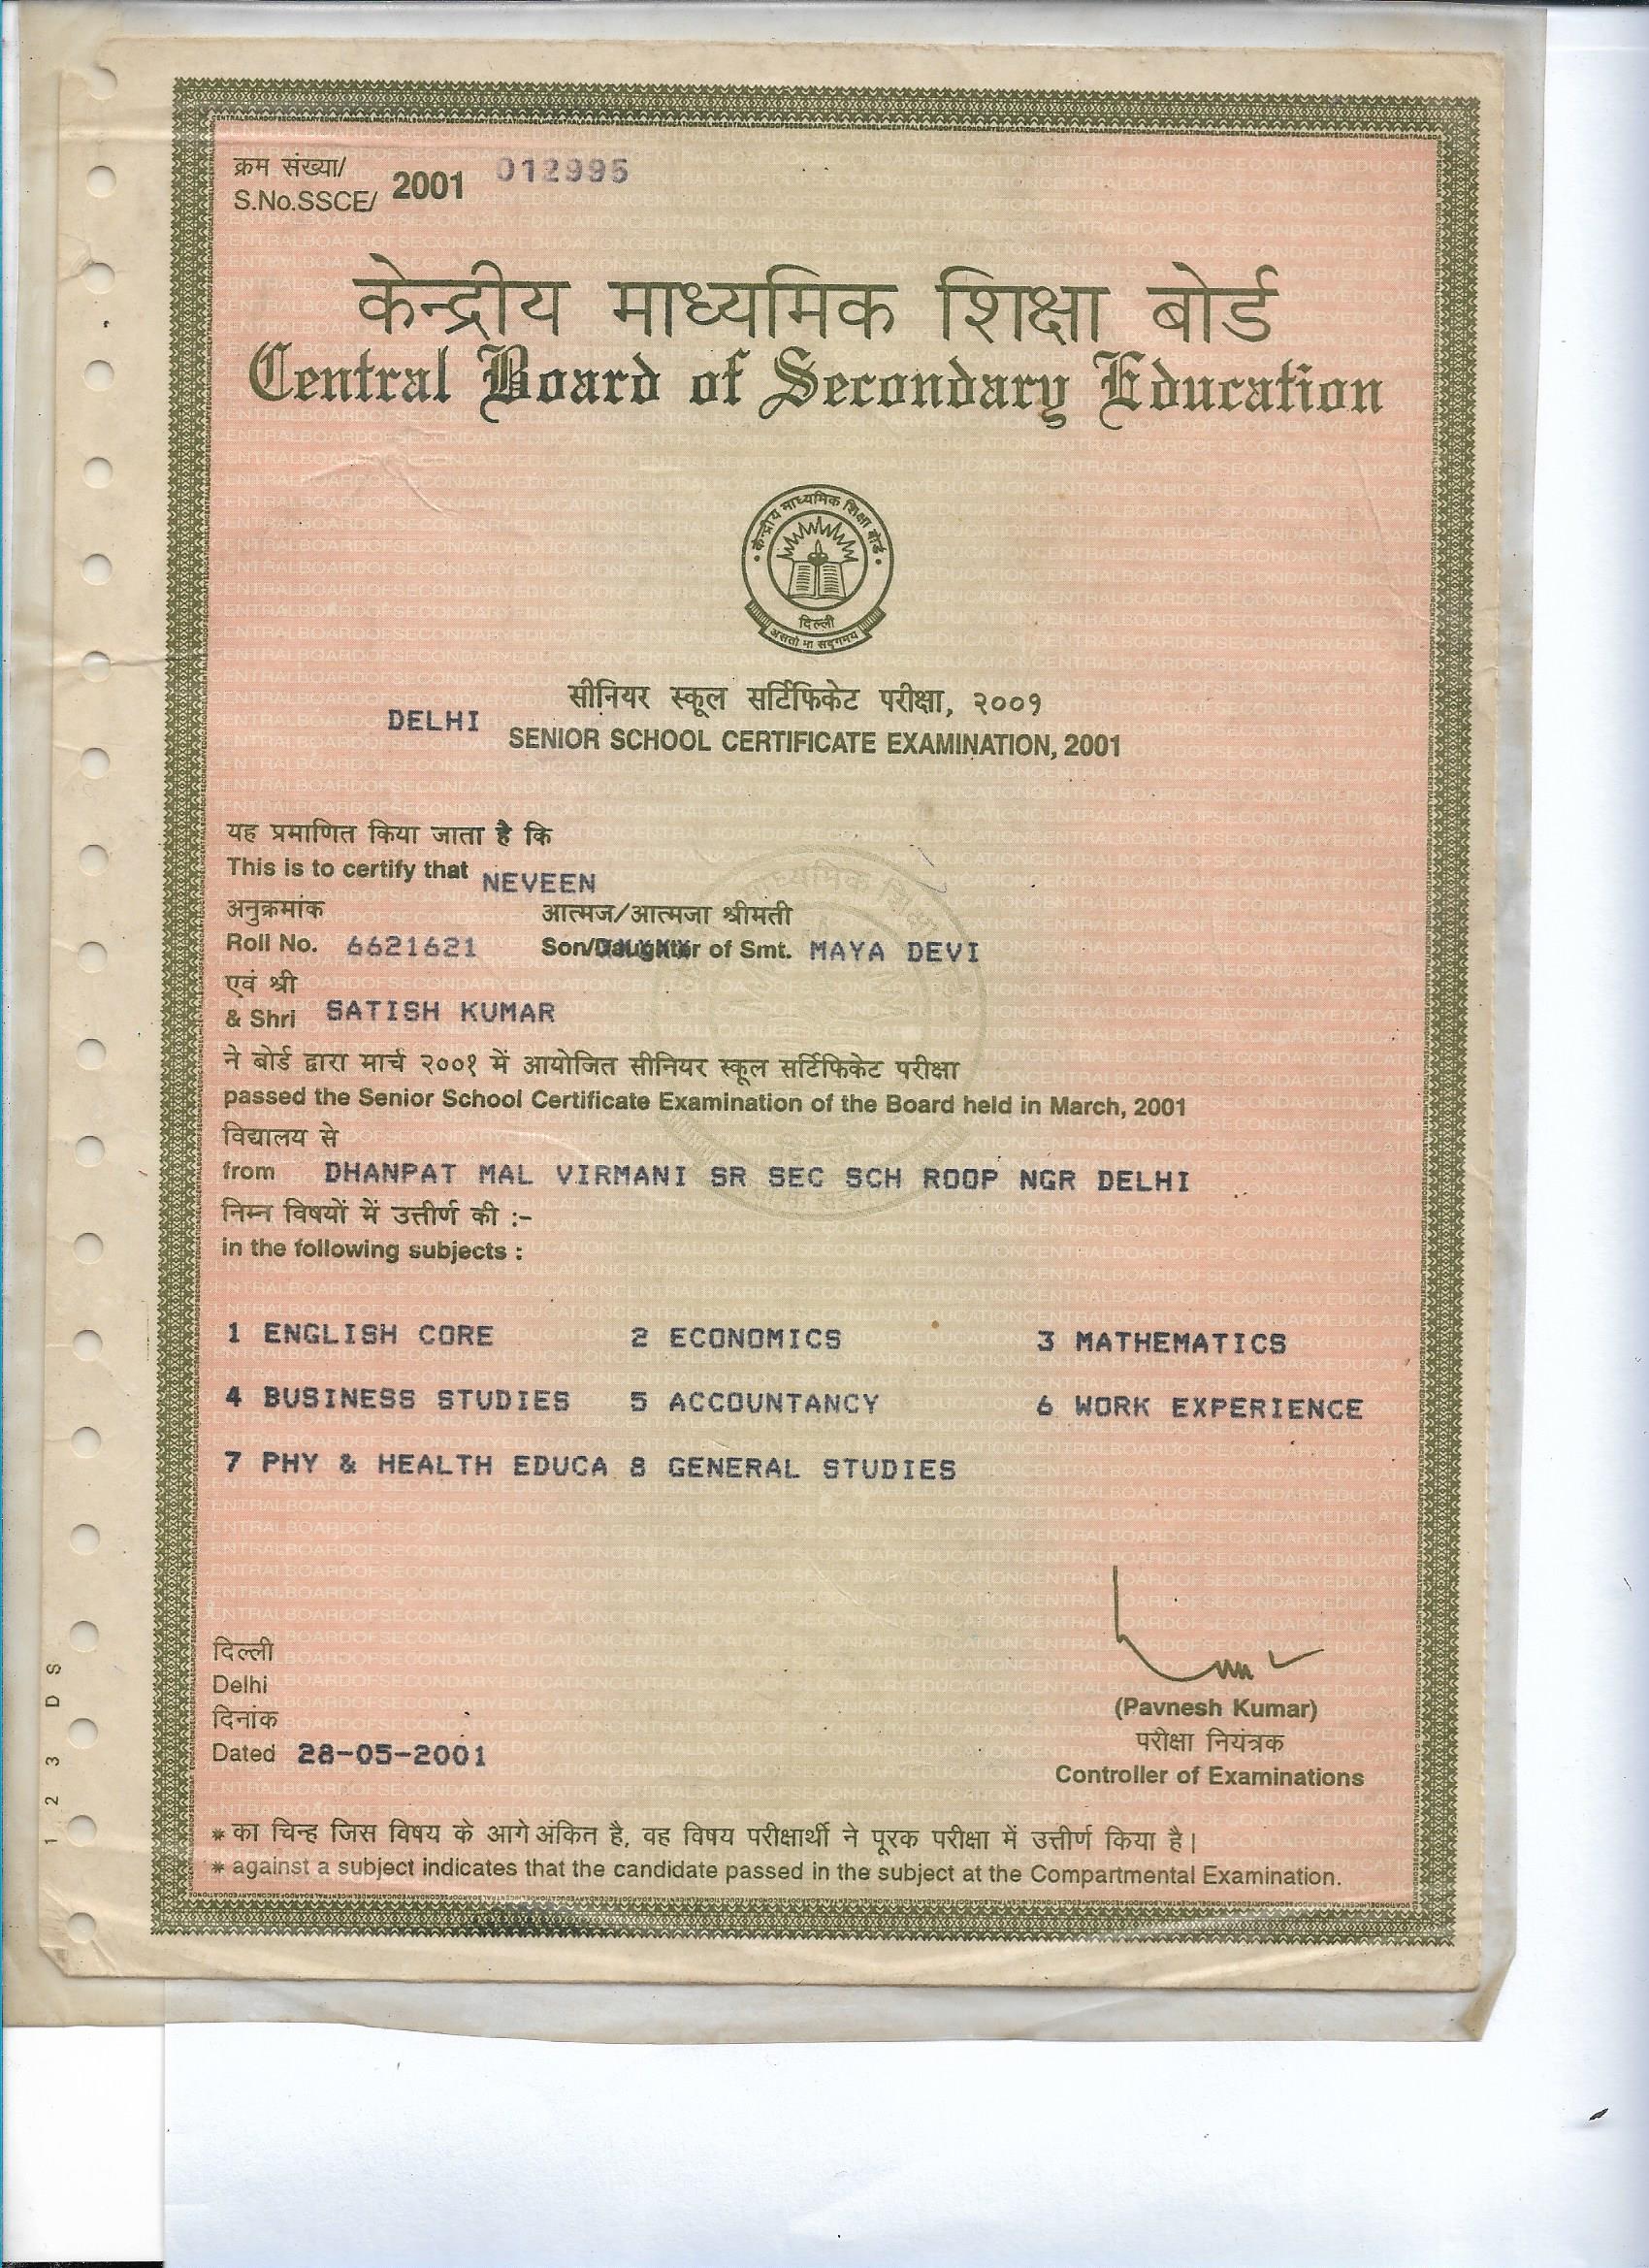 क्रम संख्या/
S.No.SSCE/ 2001 012995
केन्द्रीय माध्यमिक शिक्षा बोर्ड
Central Board of Secondary Education
केन्द्रीय माध्यमिक शिक्षा बोर्ड
दिल्ली
असतो मा सद्गमय
सीनियर स्कूल सर्टिफिकेट परीक्षा, २००१
DELHI SENIOR SCHOOL CERTIFICATE EXAMINATION, 2001
यह प्रमाणित किया जाता है कि
This is to certify that NEVEEN
अनुक्रमांक आत्मज/आत्मजा श्रीमती
Roll No. 6621621 Son/Daughter of Smt. MAYA DEVI
एवं श्री
& Shri SATISH KUMAR
ने बोर्ड द्वारा मार्च २००१ में आयोजित सीनियर स्कूल सर्टिफिकेट परीक्षा
passed the Senior School Certificate Examination of the Board held in March, 2001
विद्यालय से
from DHANPAT MAL VIRMANI SR SEC SCH ROOP NGR DELHI
निम्न विषयों में उत्तीर्ण की :-
in the following subjects :
1 ENGLISH CORE 2 ECONOMICS 3 MATHEMATICS
4 BUSINESS STUDIES 5 ACCOUNTANCY 6 WORK EXPERIENCE
7 PHY & HEALTH EDUCA 8 GENERAL STUDIES
दिल्ली
Delhi
दिनांक
Dated 28-05-2001
(Pavnesh Kumar)
परीक्षा नियंत्रक
Controller of Examinations
* का चिन्ह जिस विषय के आगे अंकित है, वह विषय परीक्षार्थी ने पूरक परीक्षा में उत्तीर्ण किया है।
* against a subject indicates that the candidate passed in the subject at the Compartmental Examination.
1 2 3 D S